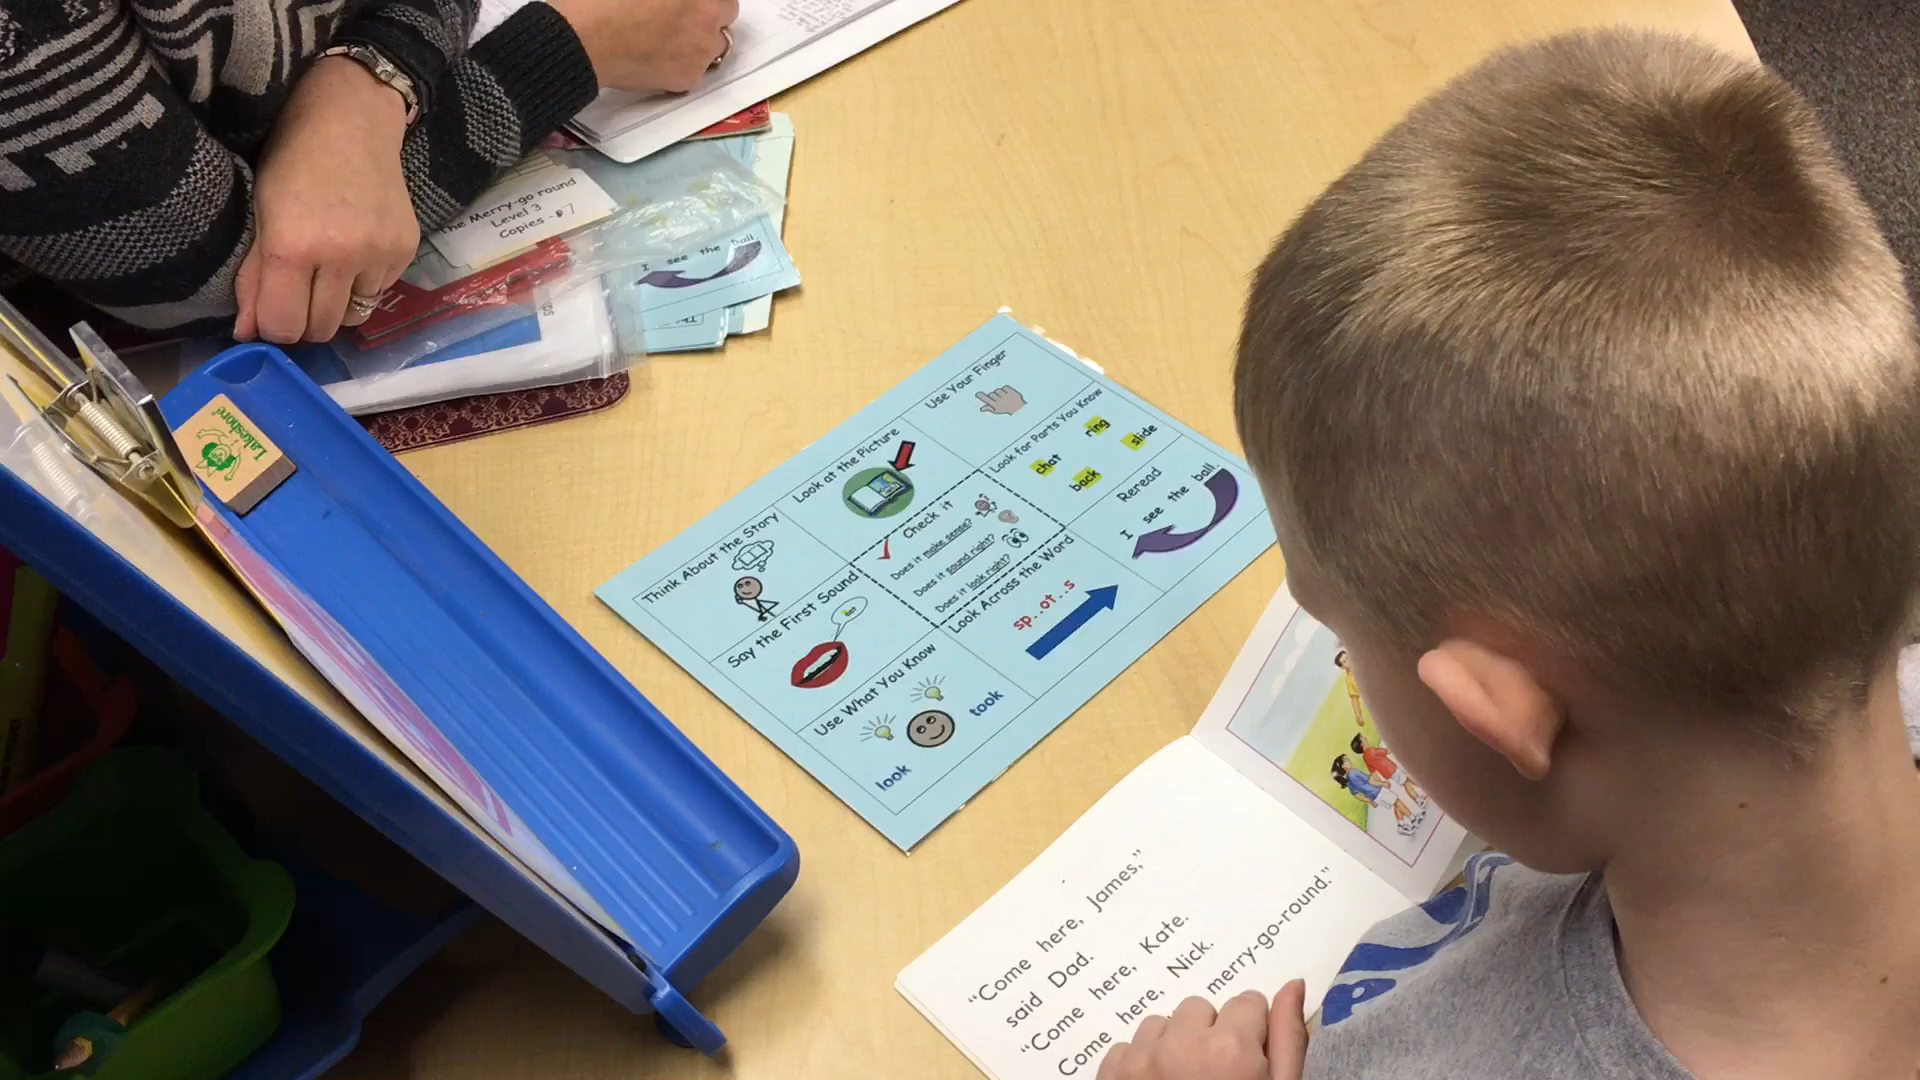 The Merry-go round
Level 3
Copies - 7
I see the ball.
Lakeshore
Think About the Story
Look at the Picture
Use Your Finger
Say the First Sound
Check it
Does it make sense?
Does it sound right?
Does it look right?
Look for Parts You Know
ring
chat
slide
back
Use What You Know
look
took
Look Across the Word
sp..ot..s
Reread
I see the ball.
“Come here, James,”
said Dad.
“Come here, Kate.
Come here, Nick.
merry-go-round.”